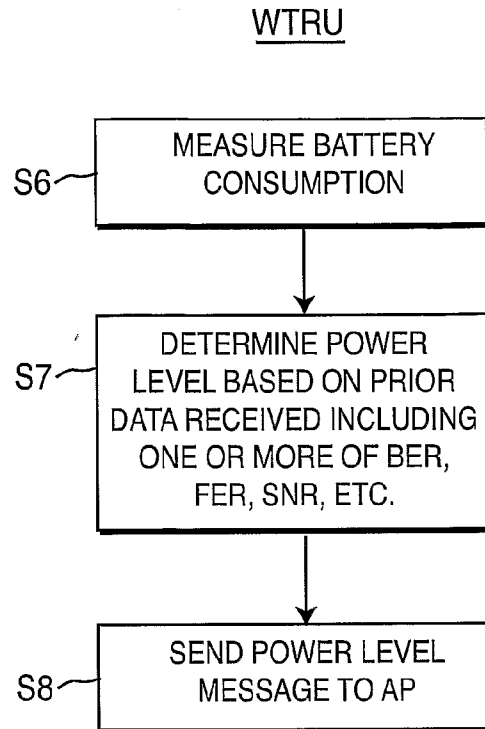 WTRU
S6
MEASURE BATTERY
CONSUMPTION
S7
DETERMINE POWER
LEVEL BASED ON PRIOR
DATA RECEIVED INCLUDING
ONE OR MORE OF BER,
FER, SNR, ETC.
S8
SEND POWER LEVEL
MESSAGE TO AP